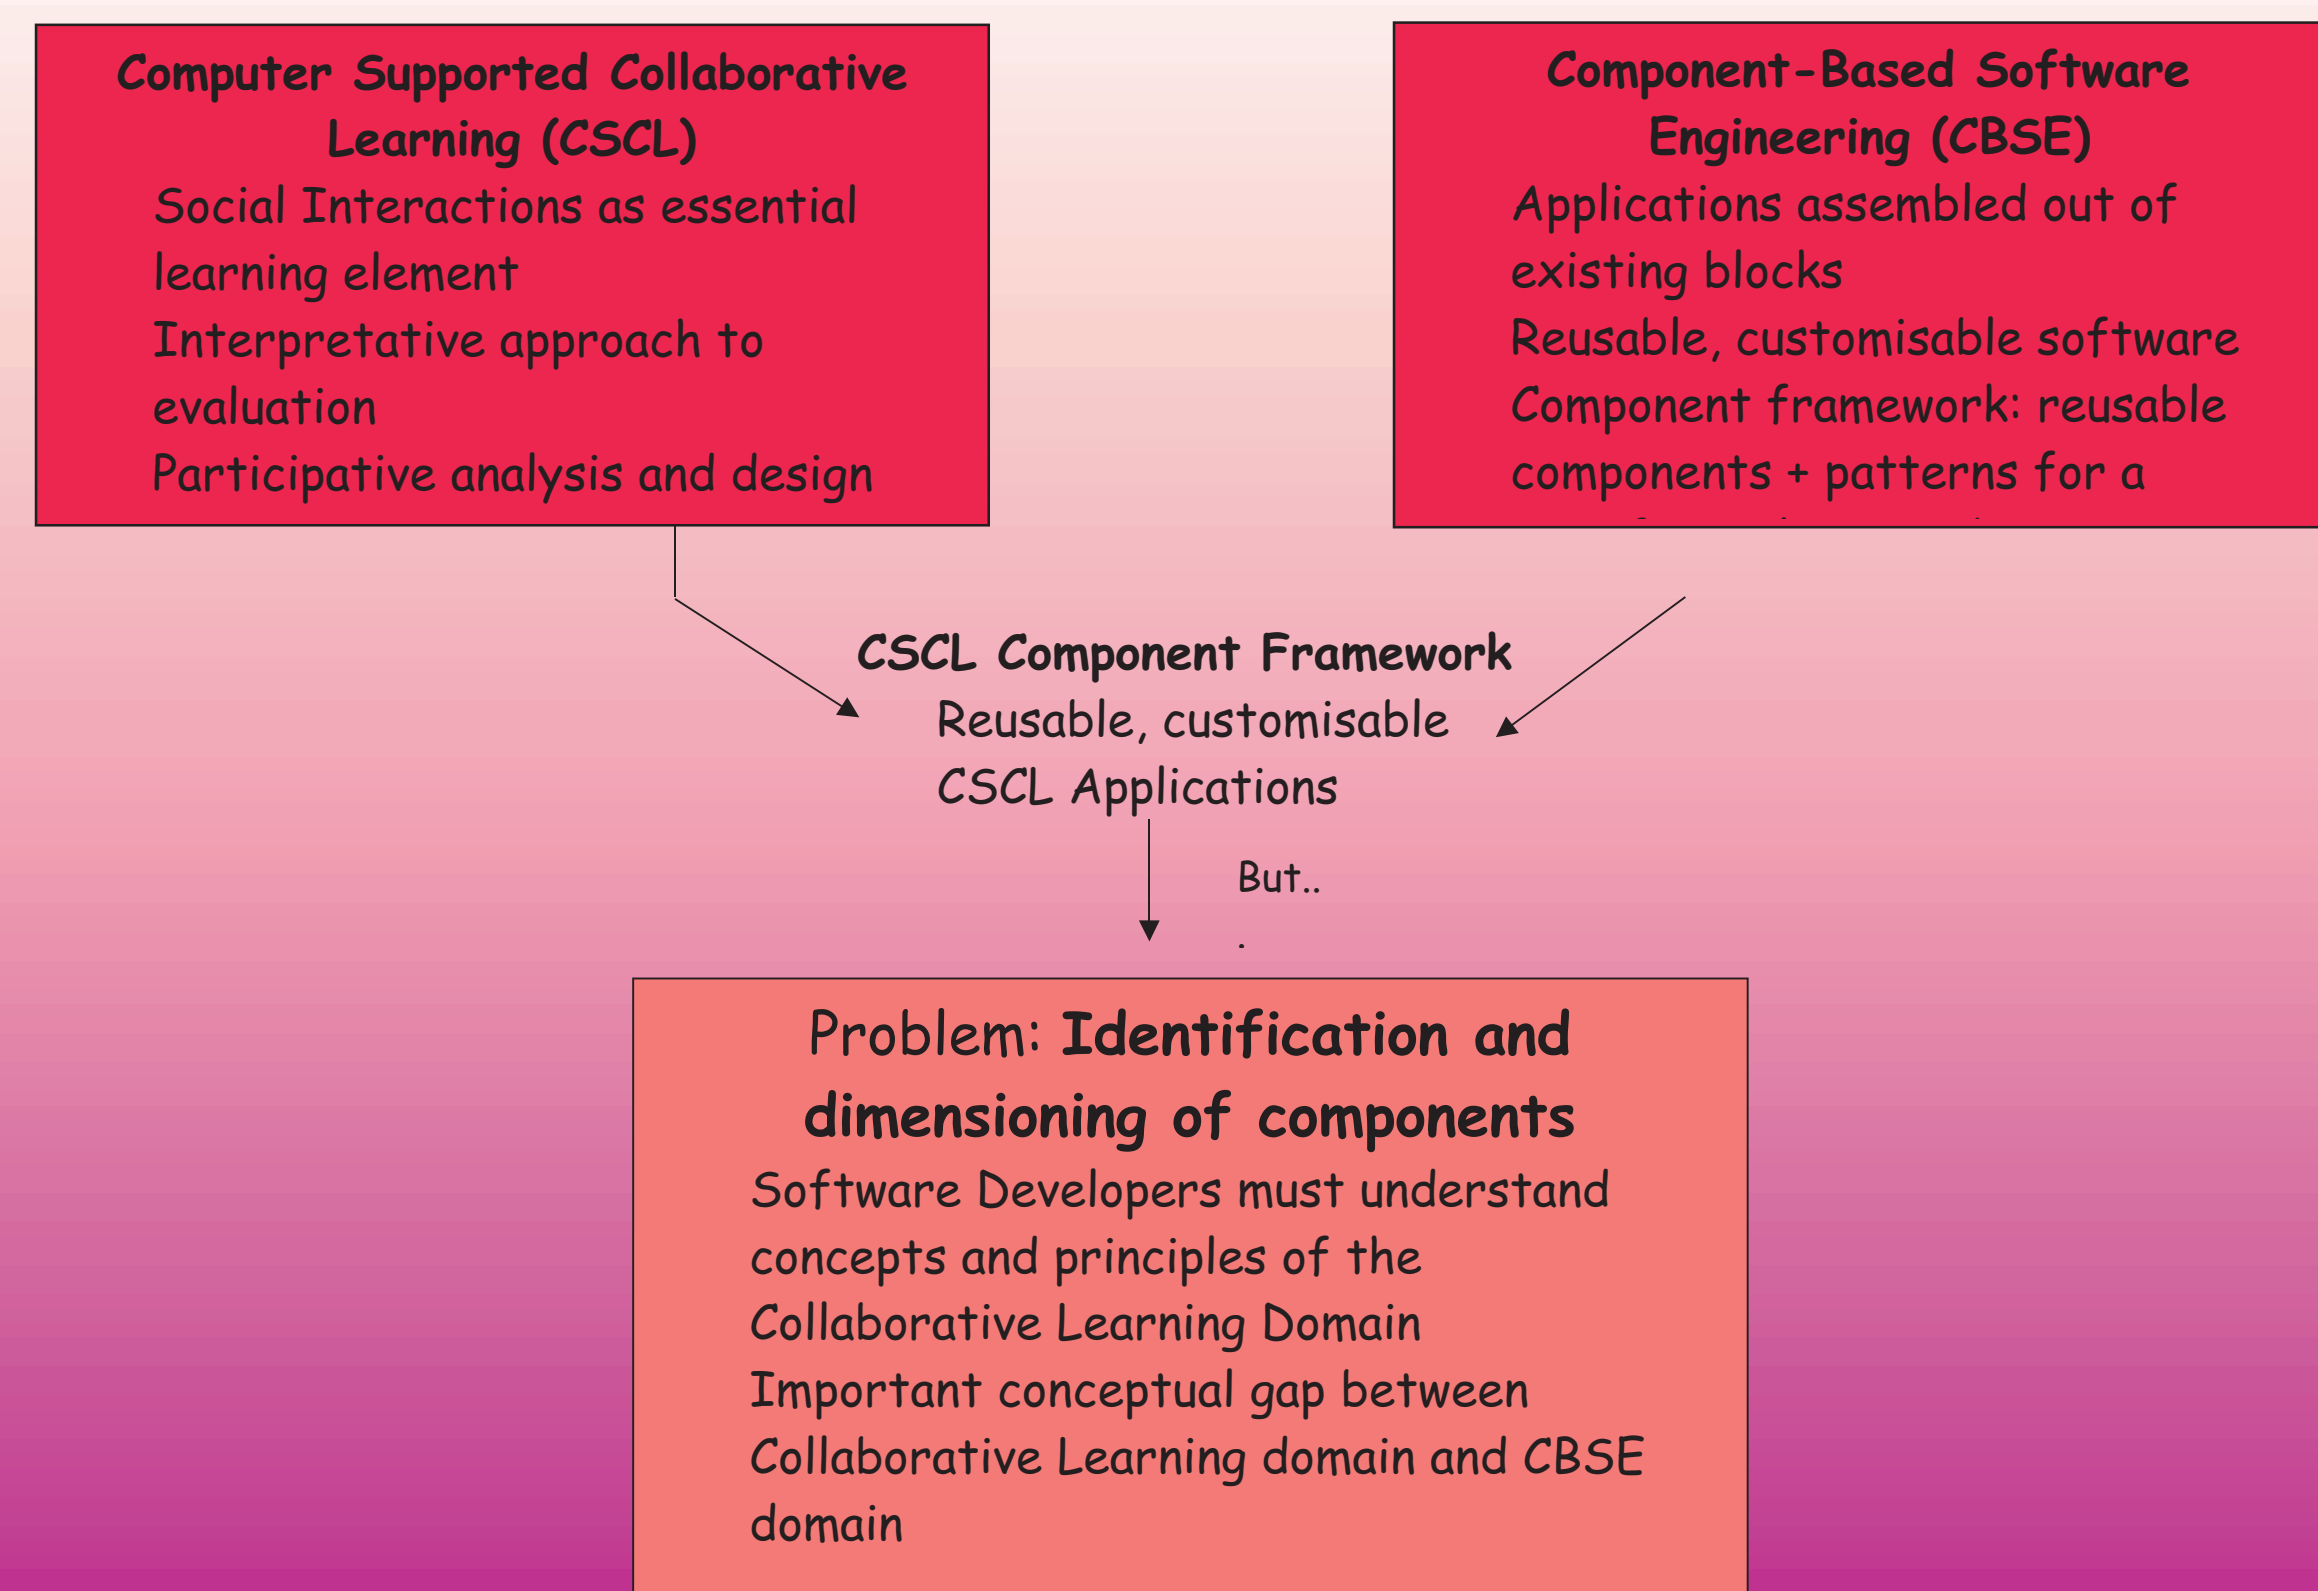 Computer Supported Collaborative
Learning (CSCL)
Social Interactions as essential
learning element
Interpretative approach to
evaluation
Participative analysis and design
Component-Based Software
Engineering (CBSE)
Applications assembled out of
existing blocks
Reusable, customisable software
Component framework: reusable
components + patterns for a
CSCL Component Framework
Reusable, customisable
CSCL Applications
But..
.
Problem: Identification and
dimensioning of components
Software Developers must understand
concepts and principles of the
Collaborative Learning Domain
Important conceptual gap between
Collaborative Learning domain and CBSE
domain